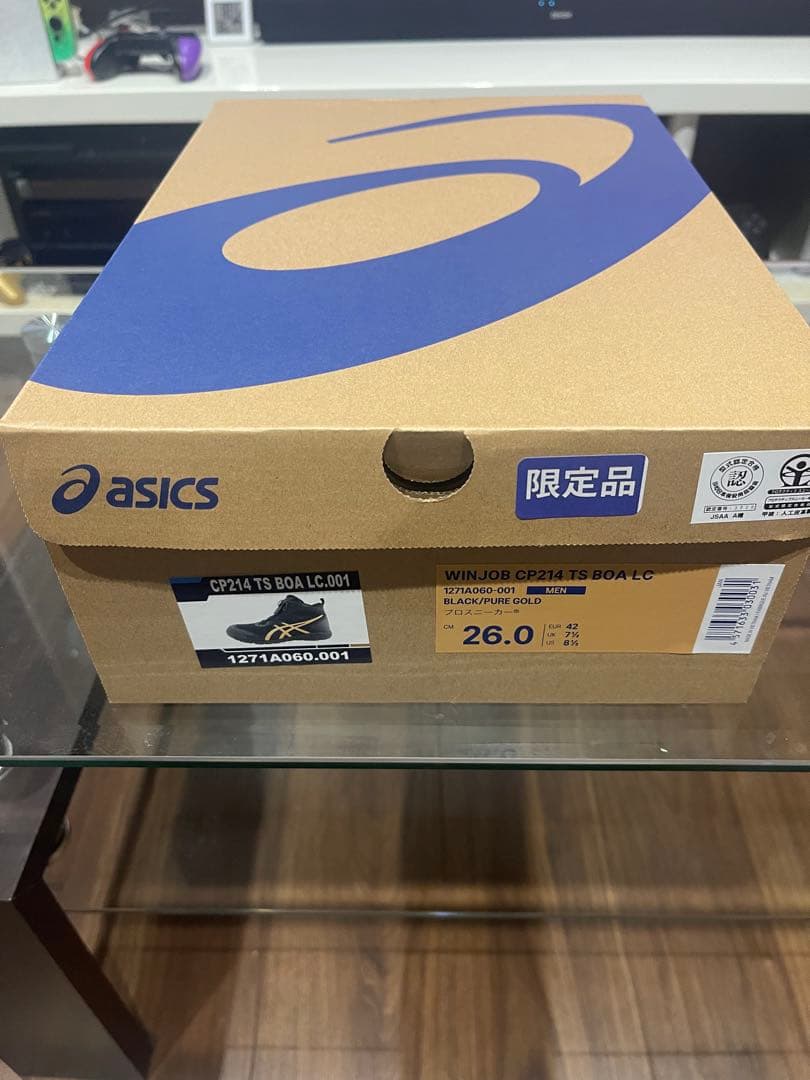 asics
限定品
JSAA A種
CP214 TS BOA LC.001
1271A060.001
WINJOB CP214 TS BOA LC
1271A060-001 MEN
BLACK/PURE GOLD
プロスニーカー®
CM 26.0
EUR 42
UK 7½
US 8½
JAN
4571633030031